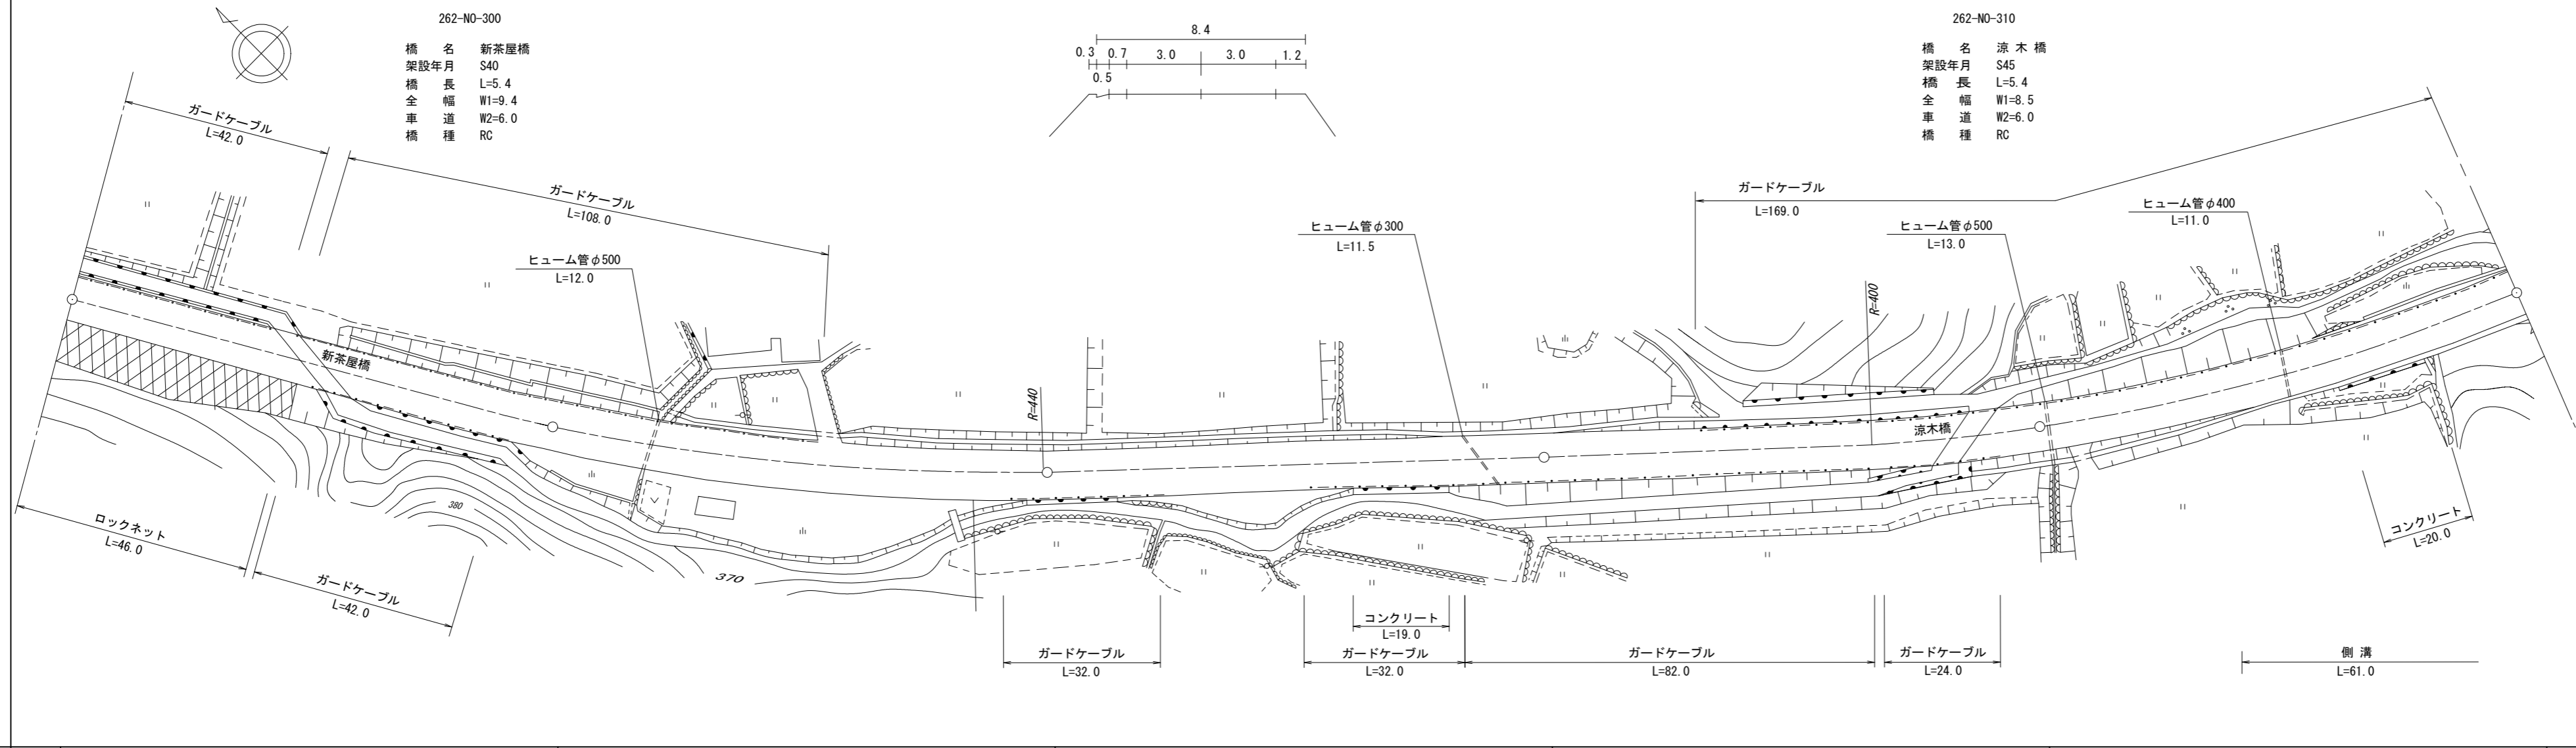 262-NO-300
橋　名　新茶屋橋
架設年月　S40
橋　長　L=5.4
全　幅　W1=9.4
車　道　W2=6.0
橋　種　RC
8.4
0.3 0.7 3.0 3.0 1.2
0.5
262-NO-310
橋　名　涼木橋
架設年月　S45
橋　長　L=5.4
全　幅　W1=8.5
車　道　W2=6.0
橋　種　RC
ガードケーブル
L=42.0
ガードケーブル
L=108.0
ヒューム管φ500
L=12.0
ヒューム管φ300
L=11.5
ガードケーブル
L=169.0
ヒューム管φ500
L=13.0
ヒューム管φ400
L=11.0
新茶屋橋
R=440
R=400
涼木橋
380
370
ロックネット
L=46.0
ガードケーブル
L=42.0
ガードケーブル
L=32.0
コンクリート
L=19.0
ガードケーブル
L=32.0
ガードケーブル
L=82.0
ガードケーブル
L=24.0
コンクリート
L=20.0
側溝
L=61.0